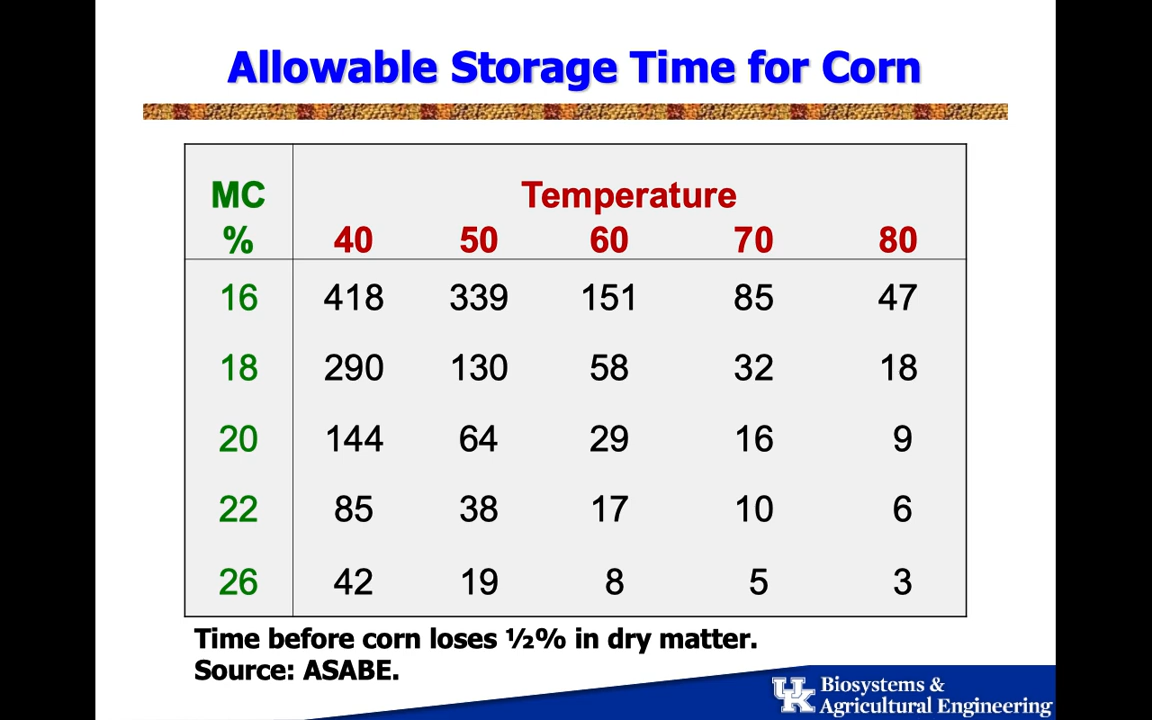 Allowable Storage Time for Corn
MC Temperature
% 40 50 60 70 80
16 418 339 151 85 47
18 290 130 58 32 18
20 144 64 29 16 9
22 85 38 17 10 6
26 42 19 8 5 3
Time before corn loses ½% in dry matter.
Source: ASABE.
UK Biosystems &
Agricultural Engineering